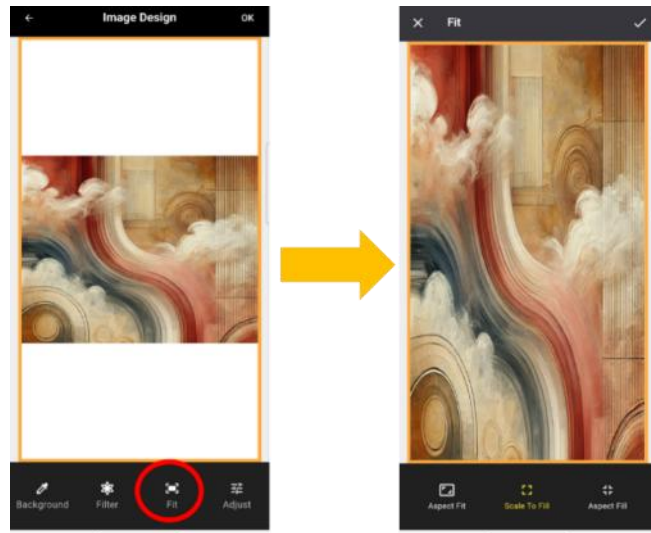 Image Design
OK
Background
Filter
Fit
Adjust
Fit
Aspect Fit
Scale To Fill
Aspect Fill